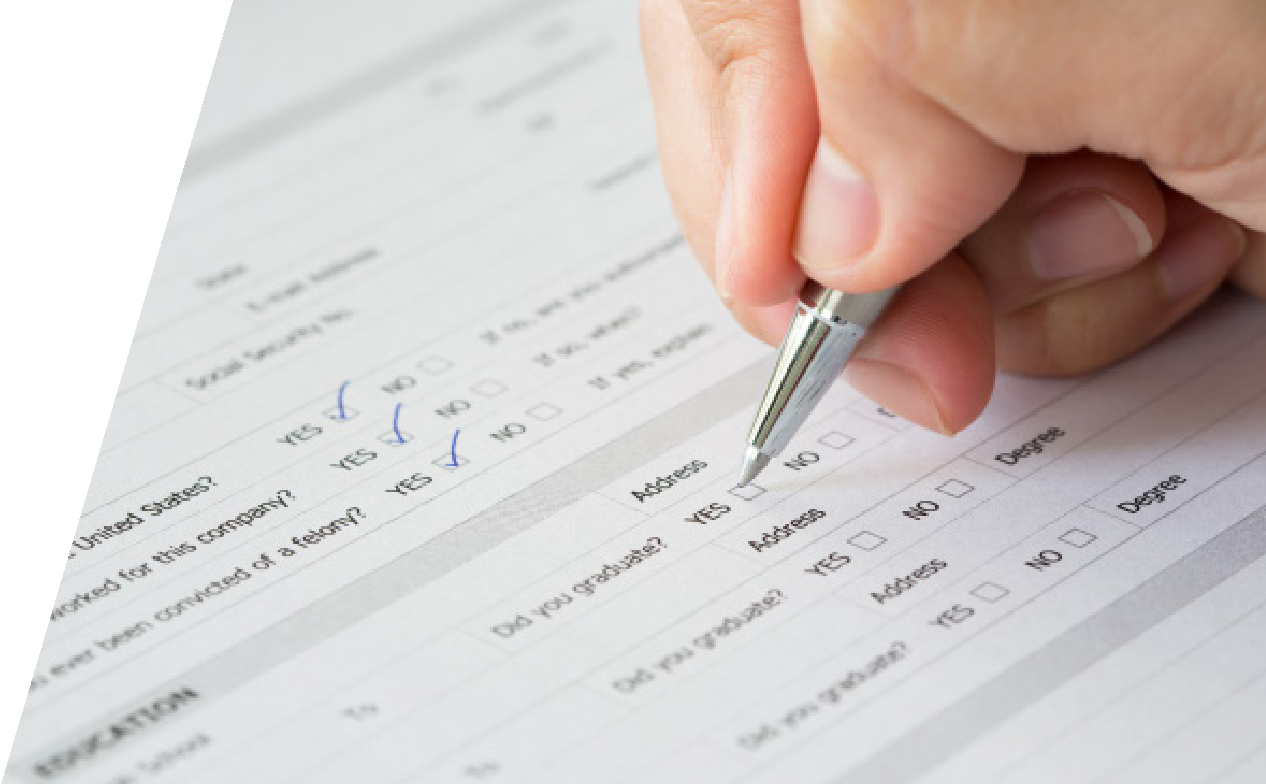 State
E-mail Address
Social Security No.
United States? YES NO If no, are you authorized
worked for this company? YES NO If so, when?
ever been convicted of a felony? YES NO If yes, explain
EDUCATION
School Address
To Did you graduate? YES NO
Address
To Did you graduate? YES NO Degree
Address
Did you graduate? YES NO Degree